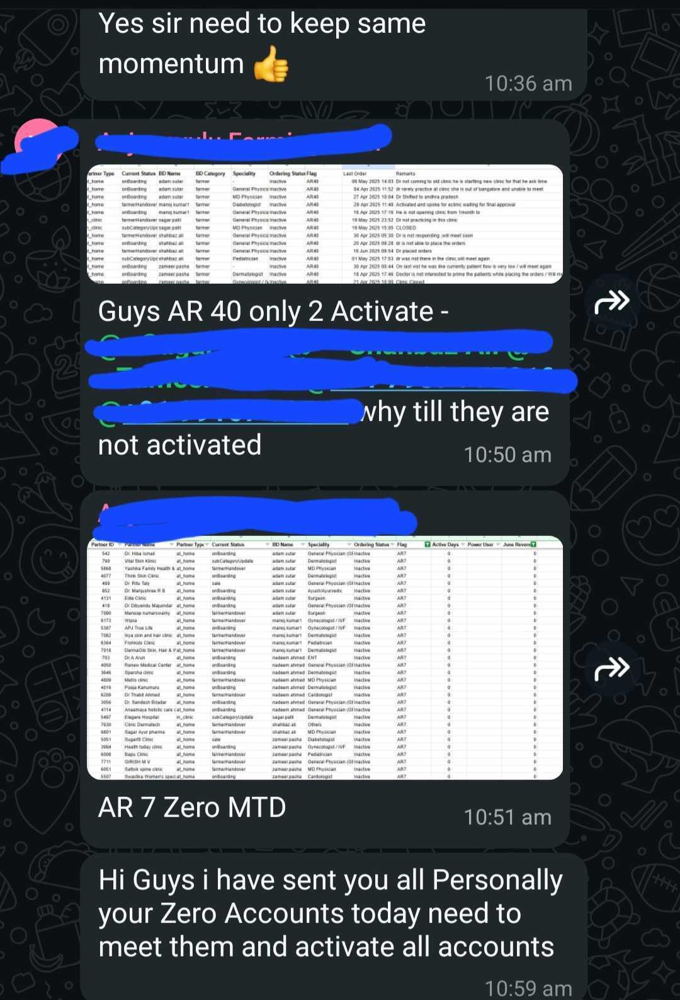 Yes sir need to keep same
momentum 👍
10:36 am
artner Type Current Status BD Name BD Category Speciality Ordering Status Flag Last Order Remarks
t_home onBoarding adam sutar farmer - Inactive AR40 06 May 2025 14:03 Dr not coming to old clinic he is startting new clinic for that he ask time
t_home onBoarding adam sutar farmer General Physicia Inactive AR40 04 Apr 2025 11:52 dr rarely practice at clinic she is out of bangalore and unable to meet
t_home onBoarding adam sutar farmer MD Physician Inactive AR40 27 Apr 2025 10:04 Dr Shifted to andhra pradesh
t_home farmerHandover manoj kumar1 farmer Diabetologist Inactive AR40 29 Apr 2025 11:48 Activated and spoke for eclinic waiting for final approval
t_home onBoarding manoj kumar1 farmer General Physicia Inactive AR40 16 Apr 2025 17:16 He is not opening clinic from 1month to
_clinic farmerHandover sagar patil farmer General Physicia Inactive AR40 19 May 2025 23:52 Dr not practicing in this clinic
_clinic subCategoryUpd sagar patil farmer MD Physician Inactive AR40 19 May 2025 15:05 CLOSED
t_home farmerHandover shahbaz ali farmer General Physicia Inactive AR40 30 Apr 2025 05:30 Dr is not responding will meet soon
t_home onBoarding shahbaz ali farmer General Physicia Inactive AR40 20 Apr 2025 09:28 dr is not able to place the orders
t_home farmerHandover shahbaz ali farmer General Physicia Inactive AR40 16 Jun 2025 09:54 Dr placed orders
t_home subCategoryUpd shahbaz ali farmer Pediatrician Inactive AR40 01 May 2025 17:53 dr was not there in the clinic,will meet again
t_home onBoarding zameer pasha farmer - Inactive AR40 30 Apr 2025 00:44 On last vist he was like currently patient flow is very low / will meet again
t_home onBoarding zameer pasha farmer Dermatologist Inactive AR40 18 Apr 2025 17:46 Doctor is not interested to prime the patients while placing the orders / Will me
onBoarding zameer pasha farmer Inactive AR40 21 Apr 2025 Clinic Closed
Guys AR 40 only 2 Activate -
why till they are
not activated
10:50 am
Partner ID Partner Name Partner Type Current Status BD Name Speciality Ordering Status Flag Active Days Power User June Reven
542 Dr. Hiba Ismail at_home onBoarding adam sutar General Physician (GP Inactive AR7 0 0
790 Vital Skin Klinic at_home subCategoryUpdate adam sutar Dermatologist Inactive AR7 0 0
5868 Yashika Family Health & at_home farmerHandover adam sutar MD Physician Inactive AR7 0 0
4077 Think Skin Clinic at_home onBoarding adam sutar Dermatologist Inactive AR7 0 0
499 Dr Ritu Taly at_home sale adam sutar General Physician (GP Inactive AR7 0 0
852 Dr. Manjushree R B at_home onBoarding adam sutar Ayush/Ayurvedic Inactive AR7 0 0
4131 Elite Clinic at_home onBoarding adam sutar Surgeon Inactive AR7 0 0
418 Dr Dibyendu Majumdar at_home onBoarding adam sutar General Physician (GP Inactive AR7 0 0
7090 Manoop kumarswamy at_home farmerHandover adam sutar Surgeon Inactive AR7 0 0
6173 Wipra at_home farmerHandover manoj kumar1 Gynecologist / IVF Inactive AR7 0 0
5387 APJ True Life at_home onBoarding manoj kumar1 Gynecologist / IVF Inactive AR7 0 0
7082 Ikya skin and hair clinic at_home farmerHandover manoj kumar1 Dermatologist Inactive AR7 0 0
6364 Firstkids Clinic at_home farmerHandover manoj kumar1 Pediatrician Inactive AR7 0 0
7018 DermaGlo Skin, Hair & V at_home farmerHandover manoj kumar1 Dermatologist Inactive AR7 0 0
703 Dr A Arun at_home onBoarding nadeem ahmed ENT Inactive AR7 0 0
4050 Renew Medical Center at_home onBoarding nadeem ahmed General Physician (GP Inactive AR7 0 0
3646 Sparsha clinic at_home onBoarding nadeem ahmed Dermatologist Inactive AR7 0 0
4809 Metro clinic at_home farmerHandover nadeem ahmed MD Physician Inactive AR7 0 0
4016 Pooja Kanumuru at_home onBoarding nadeem ahmed Dermatologist Inactive AR7 0 0
6209 Dr Thabit Ahmed at_home farmerHandover nadeem ahmed Cardiologist Inactive AR7 0 0
3056 Dr. Sandesh Biradar at_home onBoarding nadeem ahmed General Physician (GP Inactive AR7 0 0
4114 Anaamaya holistic care c at_home onBoarding nadeem ahmed General Physician (GP Inactive AR7 0 0
5497 Elegere Hospital in_clinic subCategoryUpdate sagar patil Dermatologist Inactive AR7 0 0
7630 Clinic Dermatech at_home farmerHandover shahbaz ali Others Inactive AR7 0 0
6801 Sagar Ayur pharma at_home farmerHandover shahbaz ali MD Physician Inactive AR7 0 0
5051 Sugarfit Clinic at_home sale zameer pasha Diabetologist Inactive AR7 0 0
3994 Health today clinic at_home onBoarding zameer pasha Gynecologist / IVF Inactive AR7 0 0
6008 Bapu Clinic at_home farmerHandover zameer pasha Pediatrician Inactive AR7 0 0
7711 GIRISH M V at_home farmerHandover zameer pasha General Physician (GP Inactive AR7 0 0
6051 Sattvik spine clinic at_home farmerHandover zameer pasha MD Physician Inactive AR7 0 0
5507 Swastika Women's speci at_home onBoarding zameer pasha Cardiologist Inactive AR7 0 0
AR 7 Zero MTD
10:51 am
Hi Guys i have sent you all Personally
your Zero Accounts today need to
meet them and activate all accounts
10:59 am